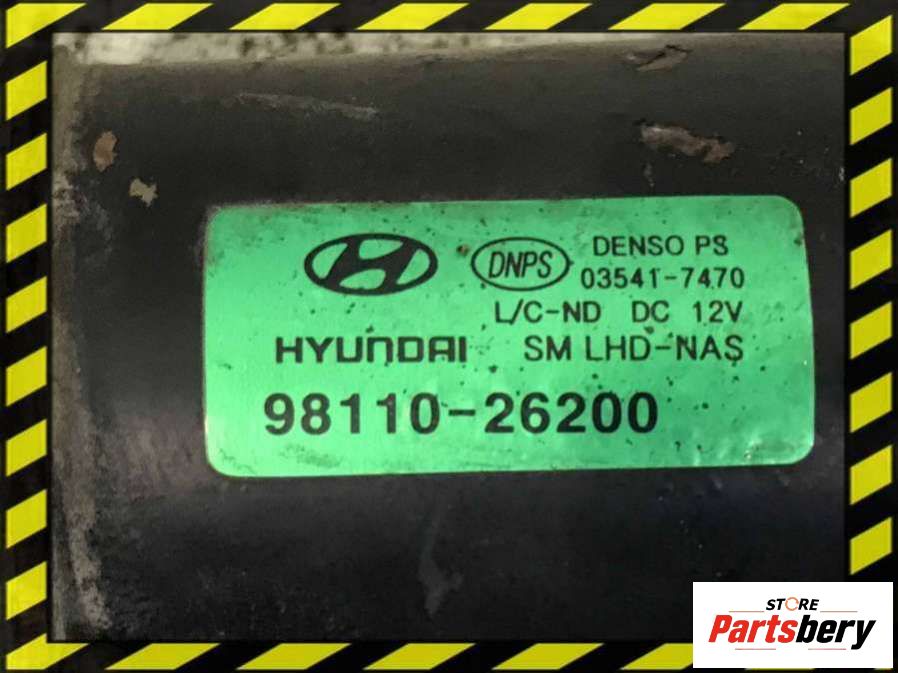 DNPS
DENSO PS
03541-7470
L/C-ND DC 12V
HYUNDAI SM LHD-NAS
98110-26200
STORE
Partsbery